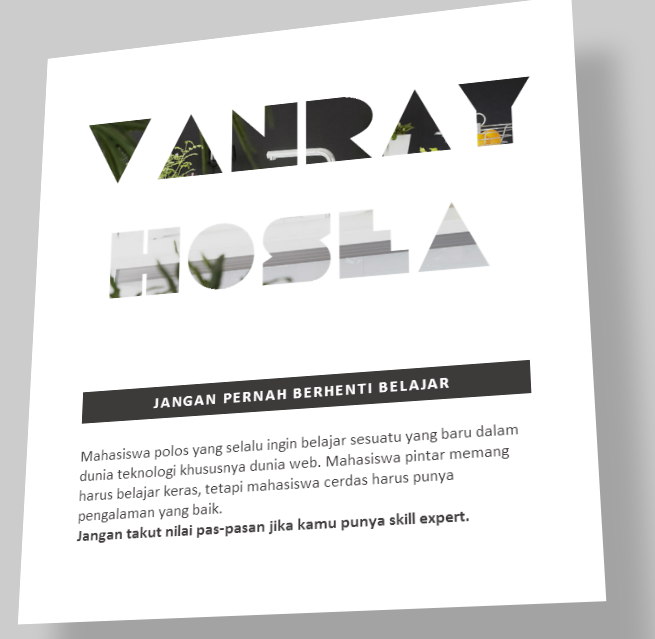 VANRAY
HOSEA
JANGAN PERNAH BERHENTI BELAJAR
Mahasiswa polos yang selalu ingin belajar sesuatu yang baru dalam
dunia teknologi khususnya dunia web. Mahasiswa pintar memang
harus belajar keras, tetapi mahasiswa cerdas harus punya
pengalaman yang baik.
Jangan takut nilai pas-pasan jika kamu punya skill expert.